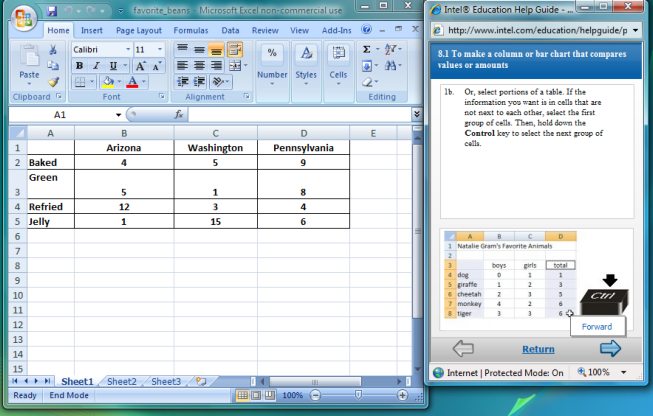 favorite_beans - Microsoft Excel non-commercial use
Home Insert Page Layout Formulas Data Review View Add-Ins
Paste
Calibri 11
B I U A A
A
%
Number
Styles
Cells
Σ
Clipboard Font Alignment Editing
A1 fx
A B C D E
1 Arizona Washington Pennsylvania
2 Baked 4 5 9
Green
3 5 1 8
4 Refried 12 3 4
5 Jelly 1 15 6
6
7
8
9
10
11
12
13
14
15
Sheet1 Sheet2 Sheet3
Ready End Mode 100%
Intel® Education Help Guide - ...
http://www.intel.com/education/helpguide/p
8.1 To make a column or bar chart that compares
values or amounts
1b. Or, select portions of a table. If the
information you want is in cells that are
not next to each other, select the first
group of cells. Then, hold down the
Control key to select the next group of
cells.
A B C D
1 Natalie Gram's Favorite Animals
2
3 boys girls total
4 dog 0 1 1
5 giraffe 1 2 3
6 cheetah 2 3 5
7 monkey 4 2 6
8 tiger 3 3 6
Ctrl
Forward
Return
Internet | Protected Mode: On 100%